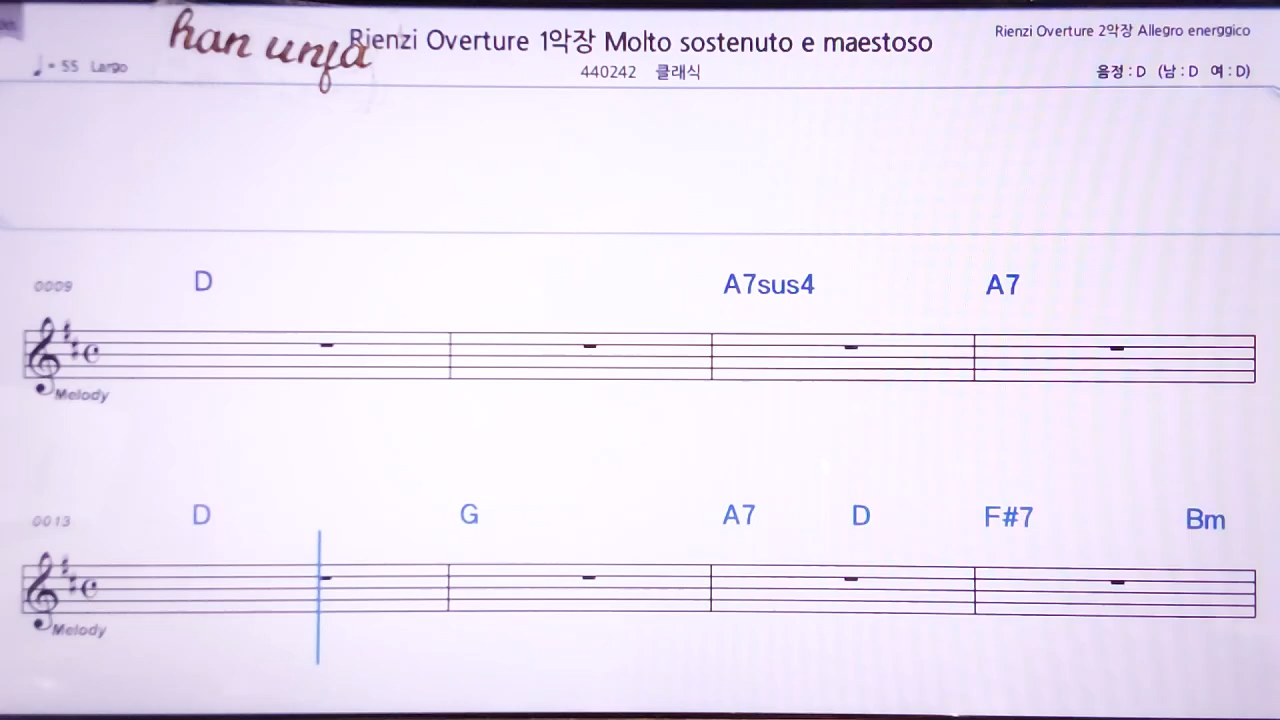 han unfa
Rienzi Overture 1악장 Molto sostenuto e maestoso
Rienzi Overture 2악장 Allegro energgico
♩ = 55 Largo
440242 클래식
음정 : D (남 : D 여 : D)
0009 D A7sus4 A7
Melody
0013 D G A7 D F#7 Bm
Melody